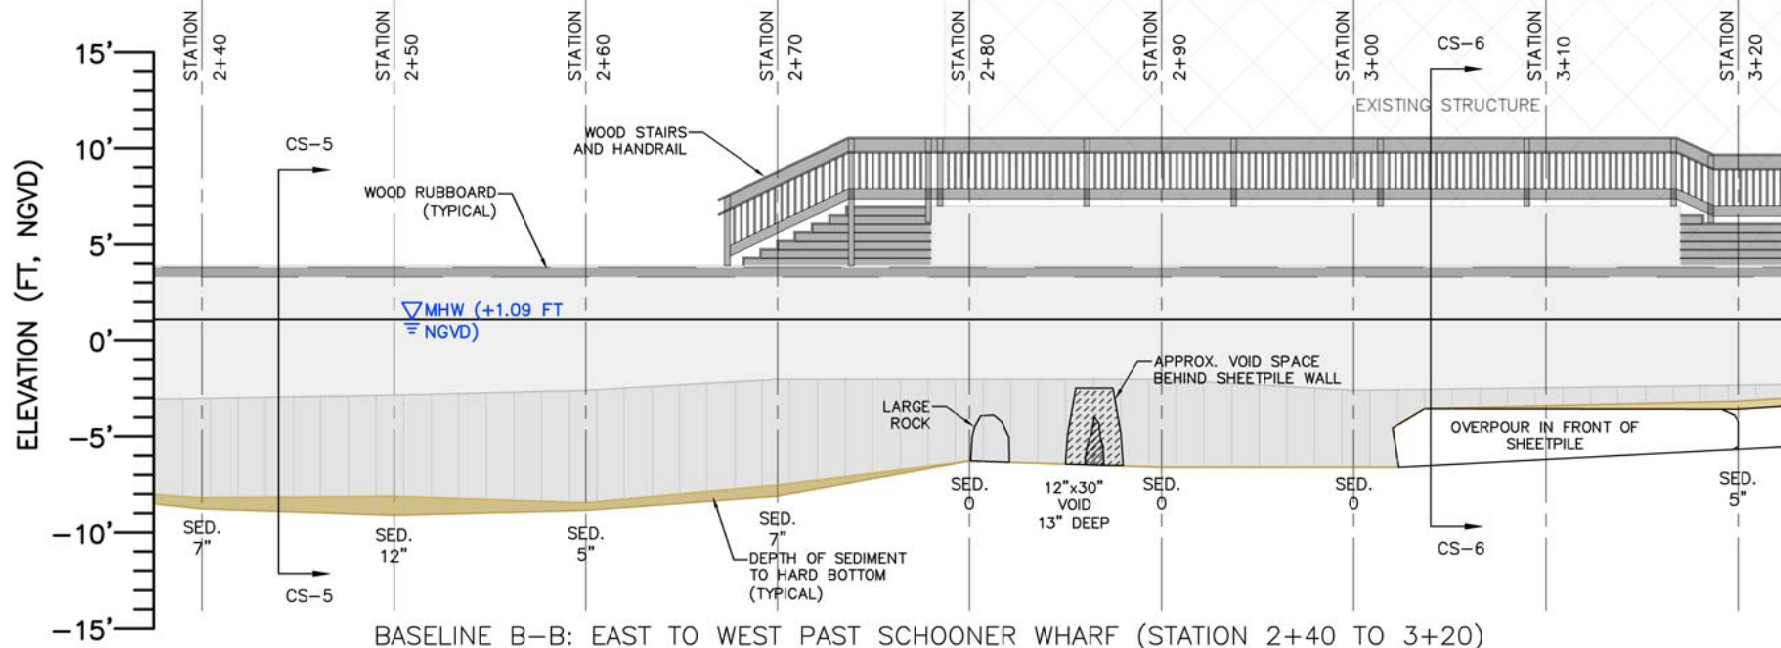 STATION
2+40
STATION
2+50
STATION
2+60
STATION
2+70
STATION
2+80
STATION
2+90
STATION
3+00
STATION
3+10
STATION
3+20
15'
10'
5'
0'
-5'
-10'
-15'
ELEVATION (FT, NGVD)
CS-5
CS-6
EXISTING STRUCTURE
WOOD STAIRS
AND HANDRAIL
WOOD RUBBOARD
(TYPICAL)
MHW (+1.09 FT
NGVD)
APPROX. VOID SPACE
BEHIND SHEETPILE WALL
LARGE
ROCK
OVERPOUR IN FRONT OF
SHEETPILE
SED.
7"
SED.
12"
SED.
5"
SED.
7"
SED.
0
12"x30"
VOID
13" DEEP
SED.
0
SED.
0
SED.
5"
DEPTH OF SEDIMENT
TO HARD BOTTOM
(TYPICAL)
CS-5
CS-6
BASELINE B-B: EAST TO WEST PAST SCHOONER WHARF (STATION 2+40 TO 3+20)